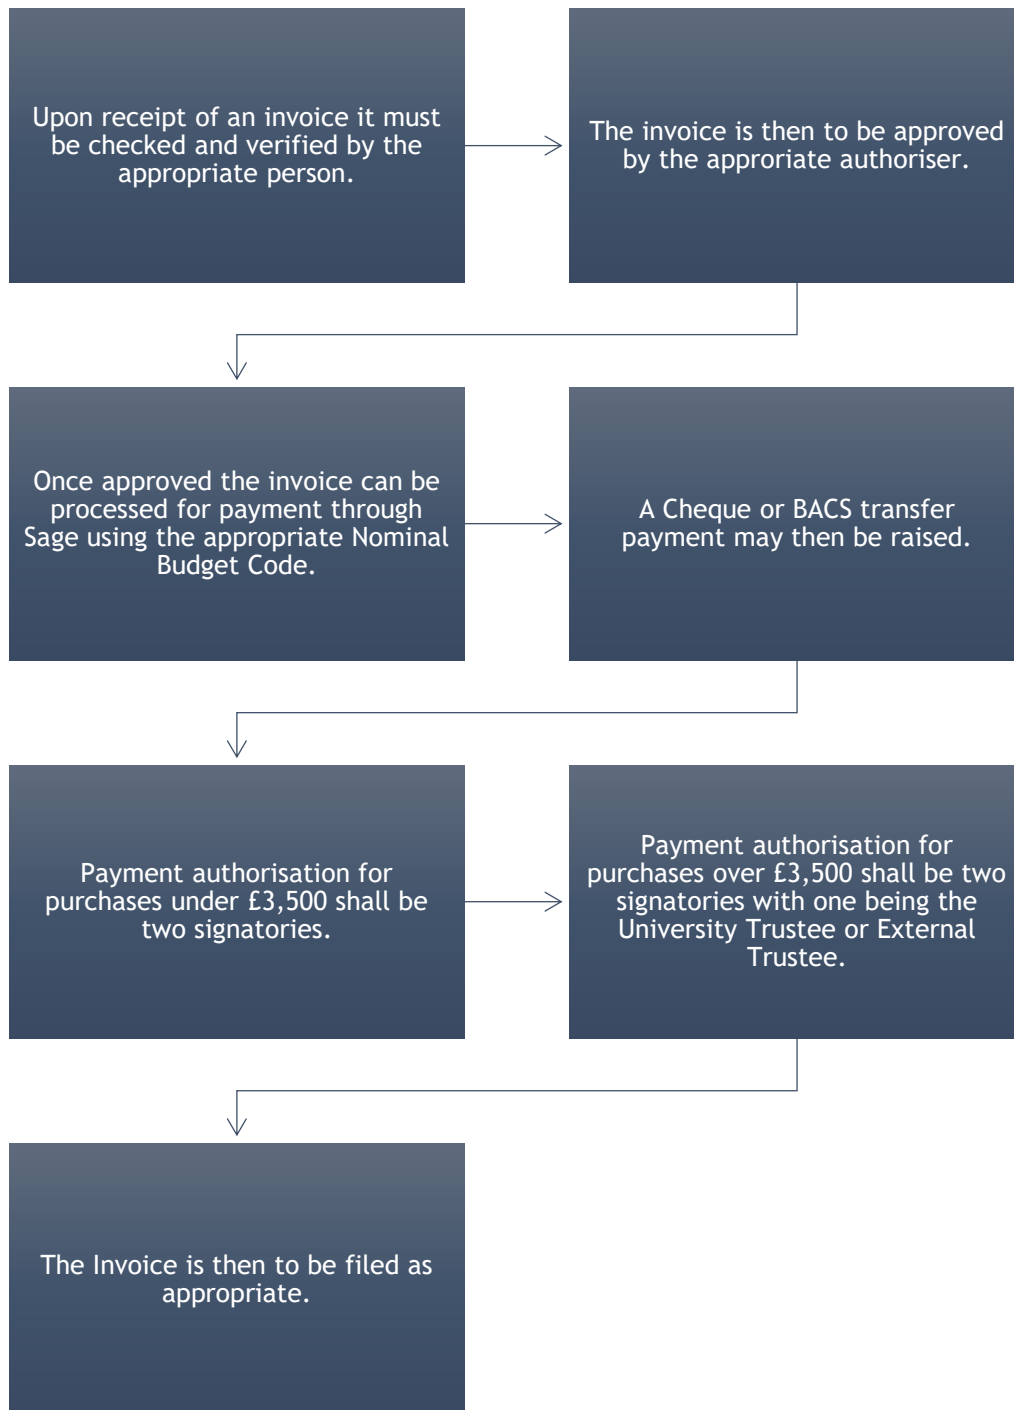 Upon receipt of an invoice it must
be checked and verified by the
appropriate person.
The invoice is then to be approved
by the approriate authoriser.
Once approved the invoice can be
processed for payment through
Sage using the appropriate Nominal
Budget Code.
A Cheque or BACS transfer
payment may then be raised.
Payment authorisation for
purchases under £3,500 shall be
two signatories.
Payment authorisation for
purchases over £3,500 shall be two
signatories with one being the
University Trustee or External
Trustee.
The Invoice is then to be filed as
appropriate.